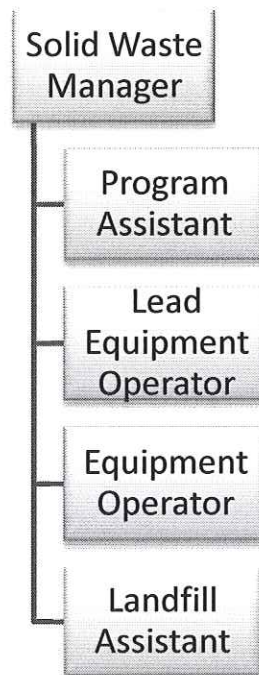 Solid Waste
Manager
Program
Assistant
Lead
Equipment
Operator
Equipment
Operator
Landfill
Assistant